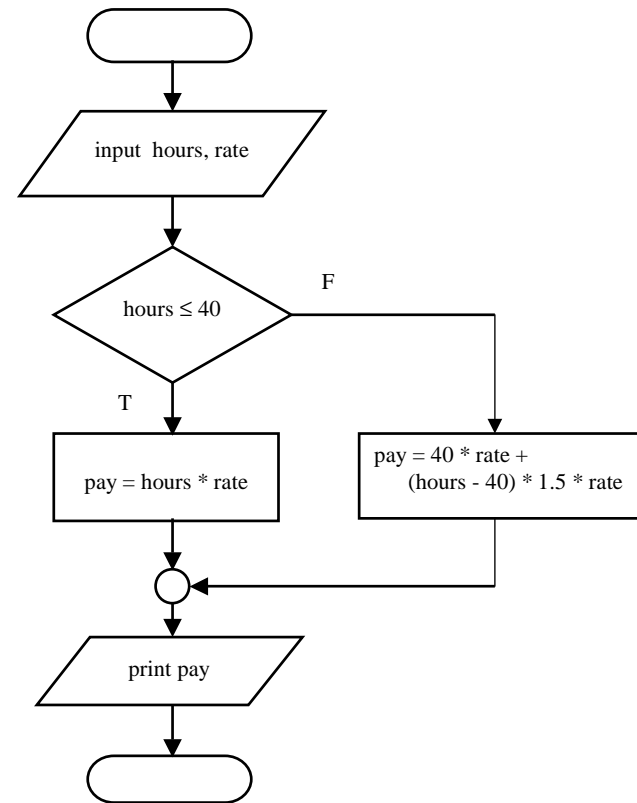 input hours, rate
hours ≤ 40
F
T
pay = hours * rate
pay = 40 * rate +
(hours - 40) * 1.5 * rate
print pay